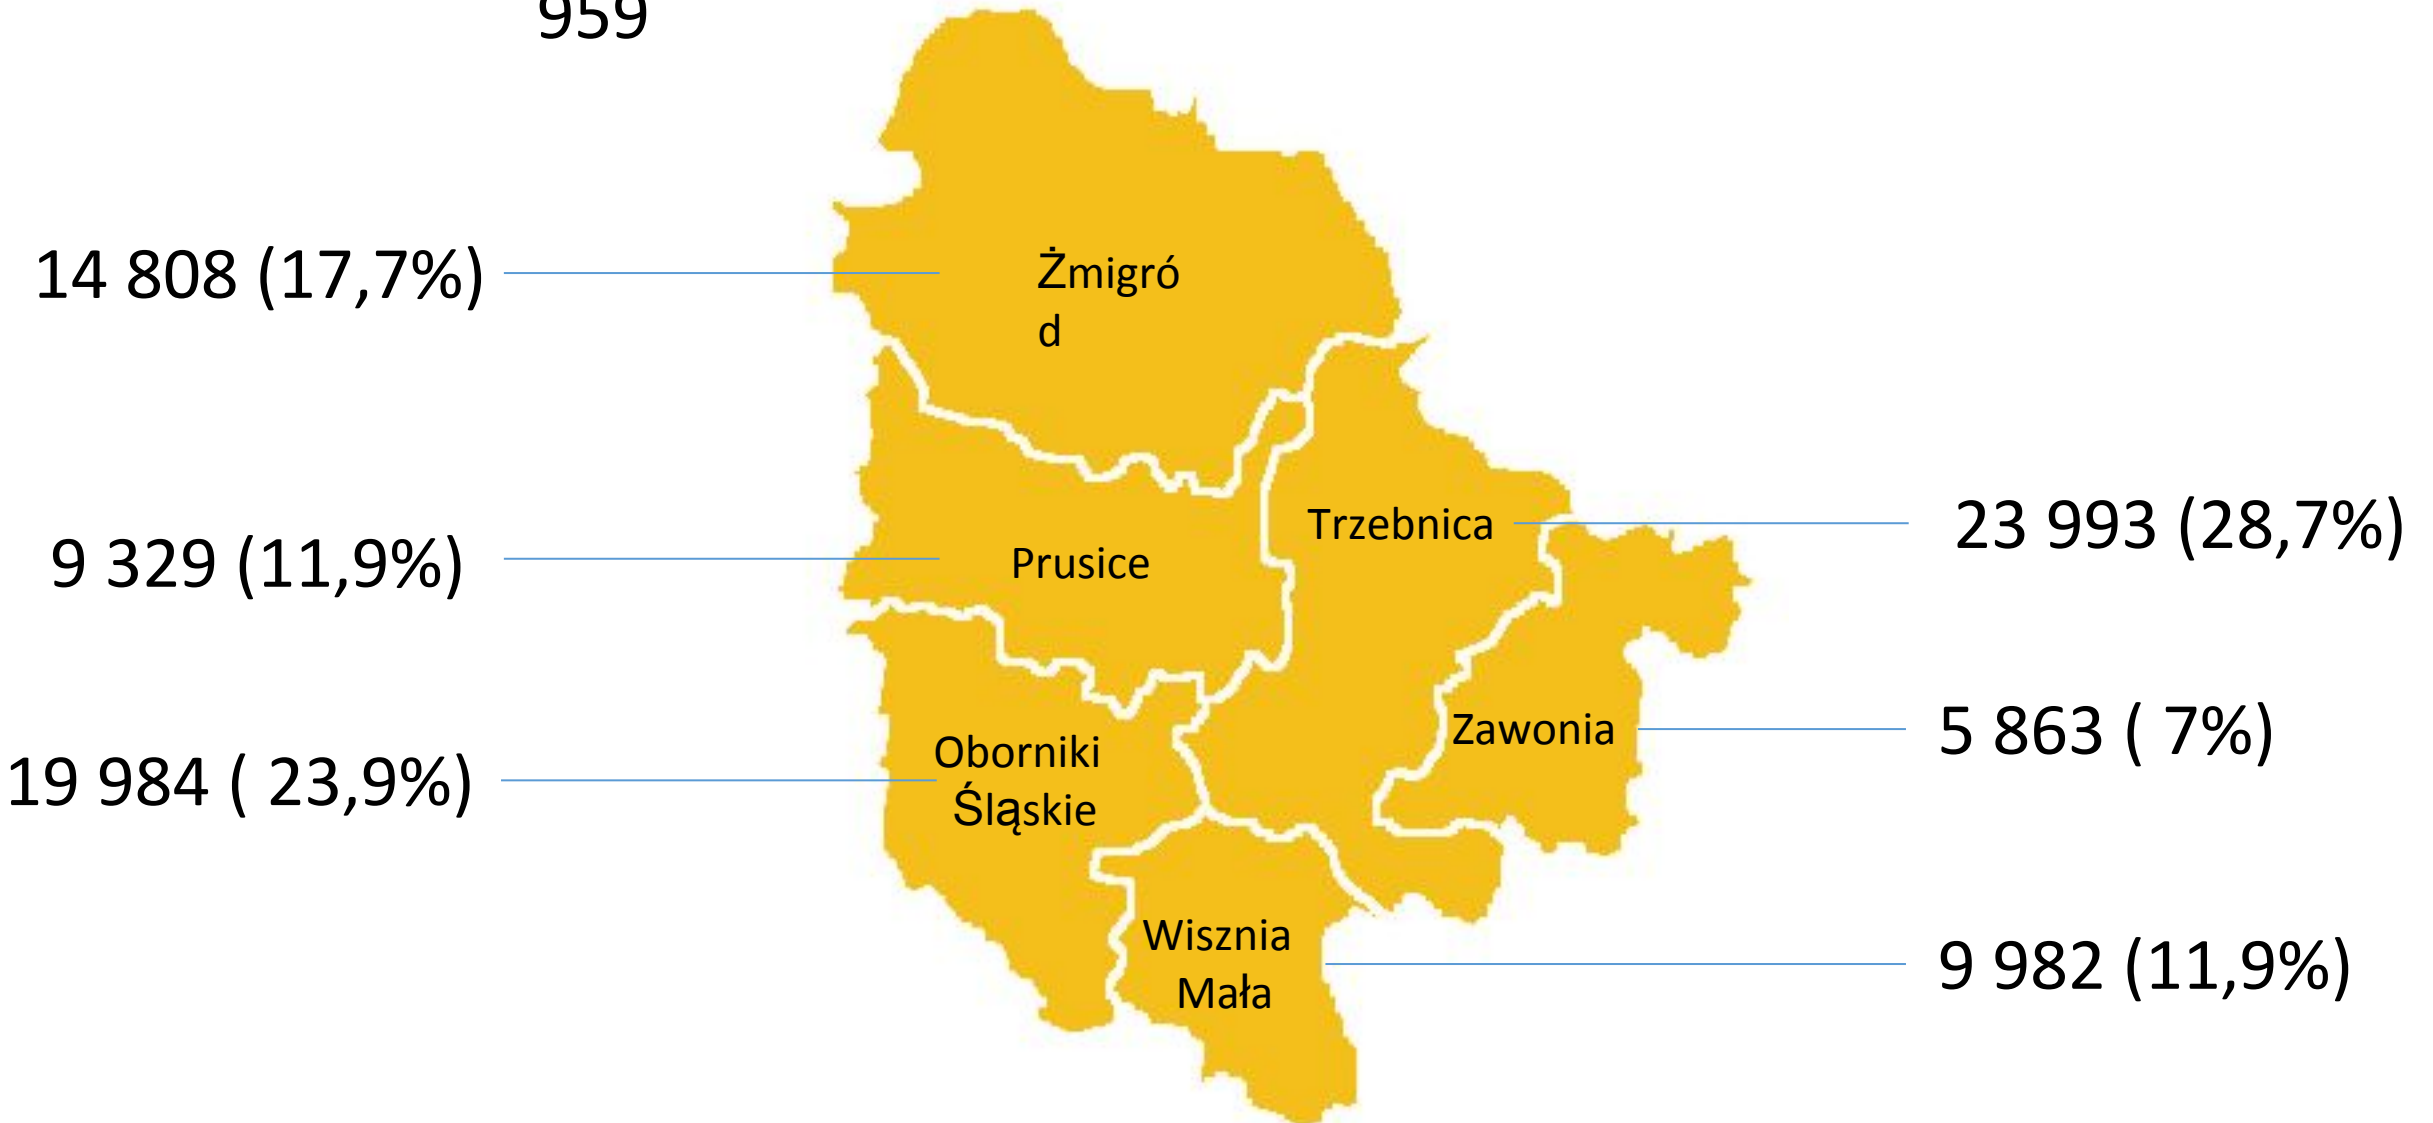 959
14 808 (17,7%)
Żmigró
d
9 329 (11,9%)
Prusice
Trzebnica
23 993 (28,7%)
19 984 ( 23,9%)
Oborniki
Śląskie
Zawonia
5 863 ( 7%)
Wisznia
Mała
9 982 (11,9%)